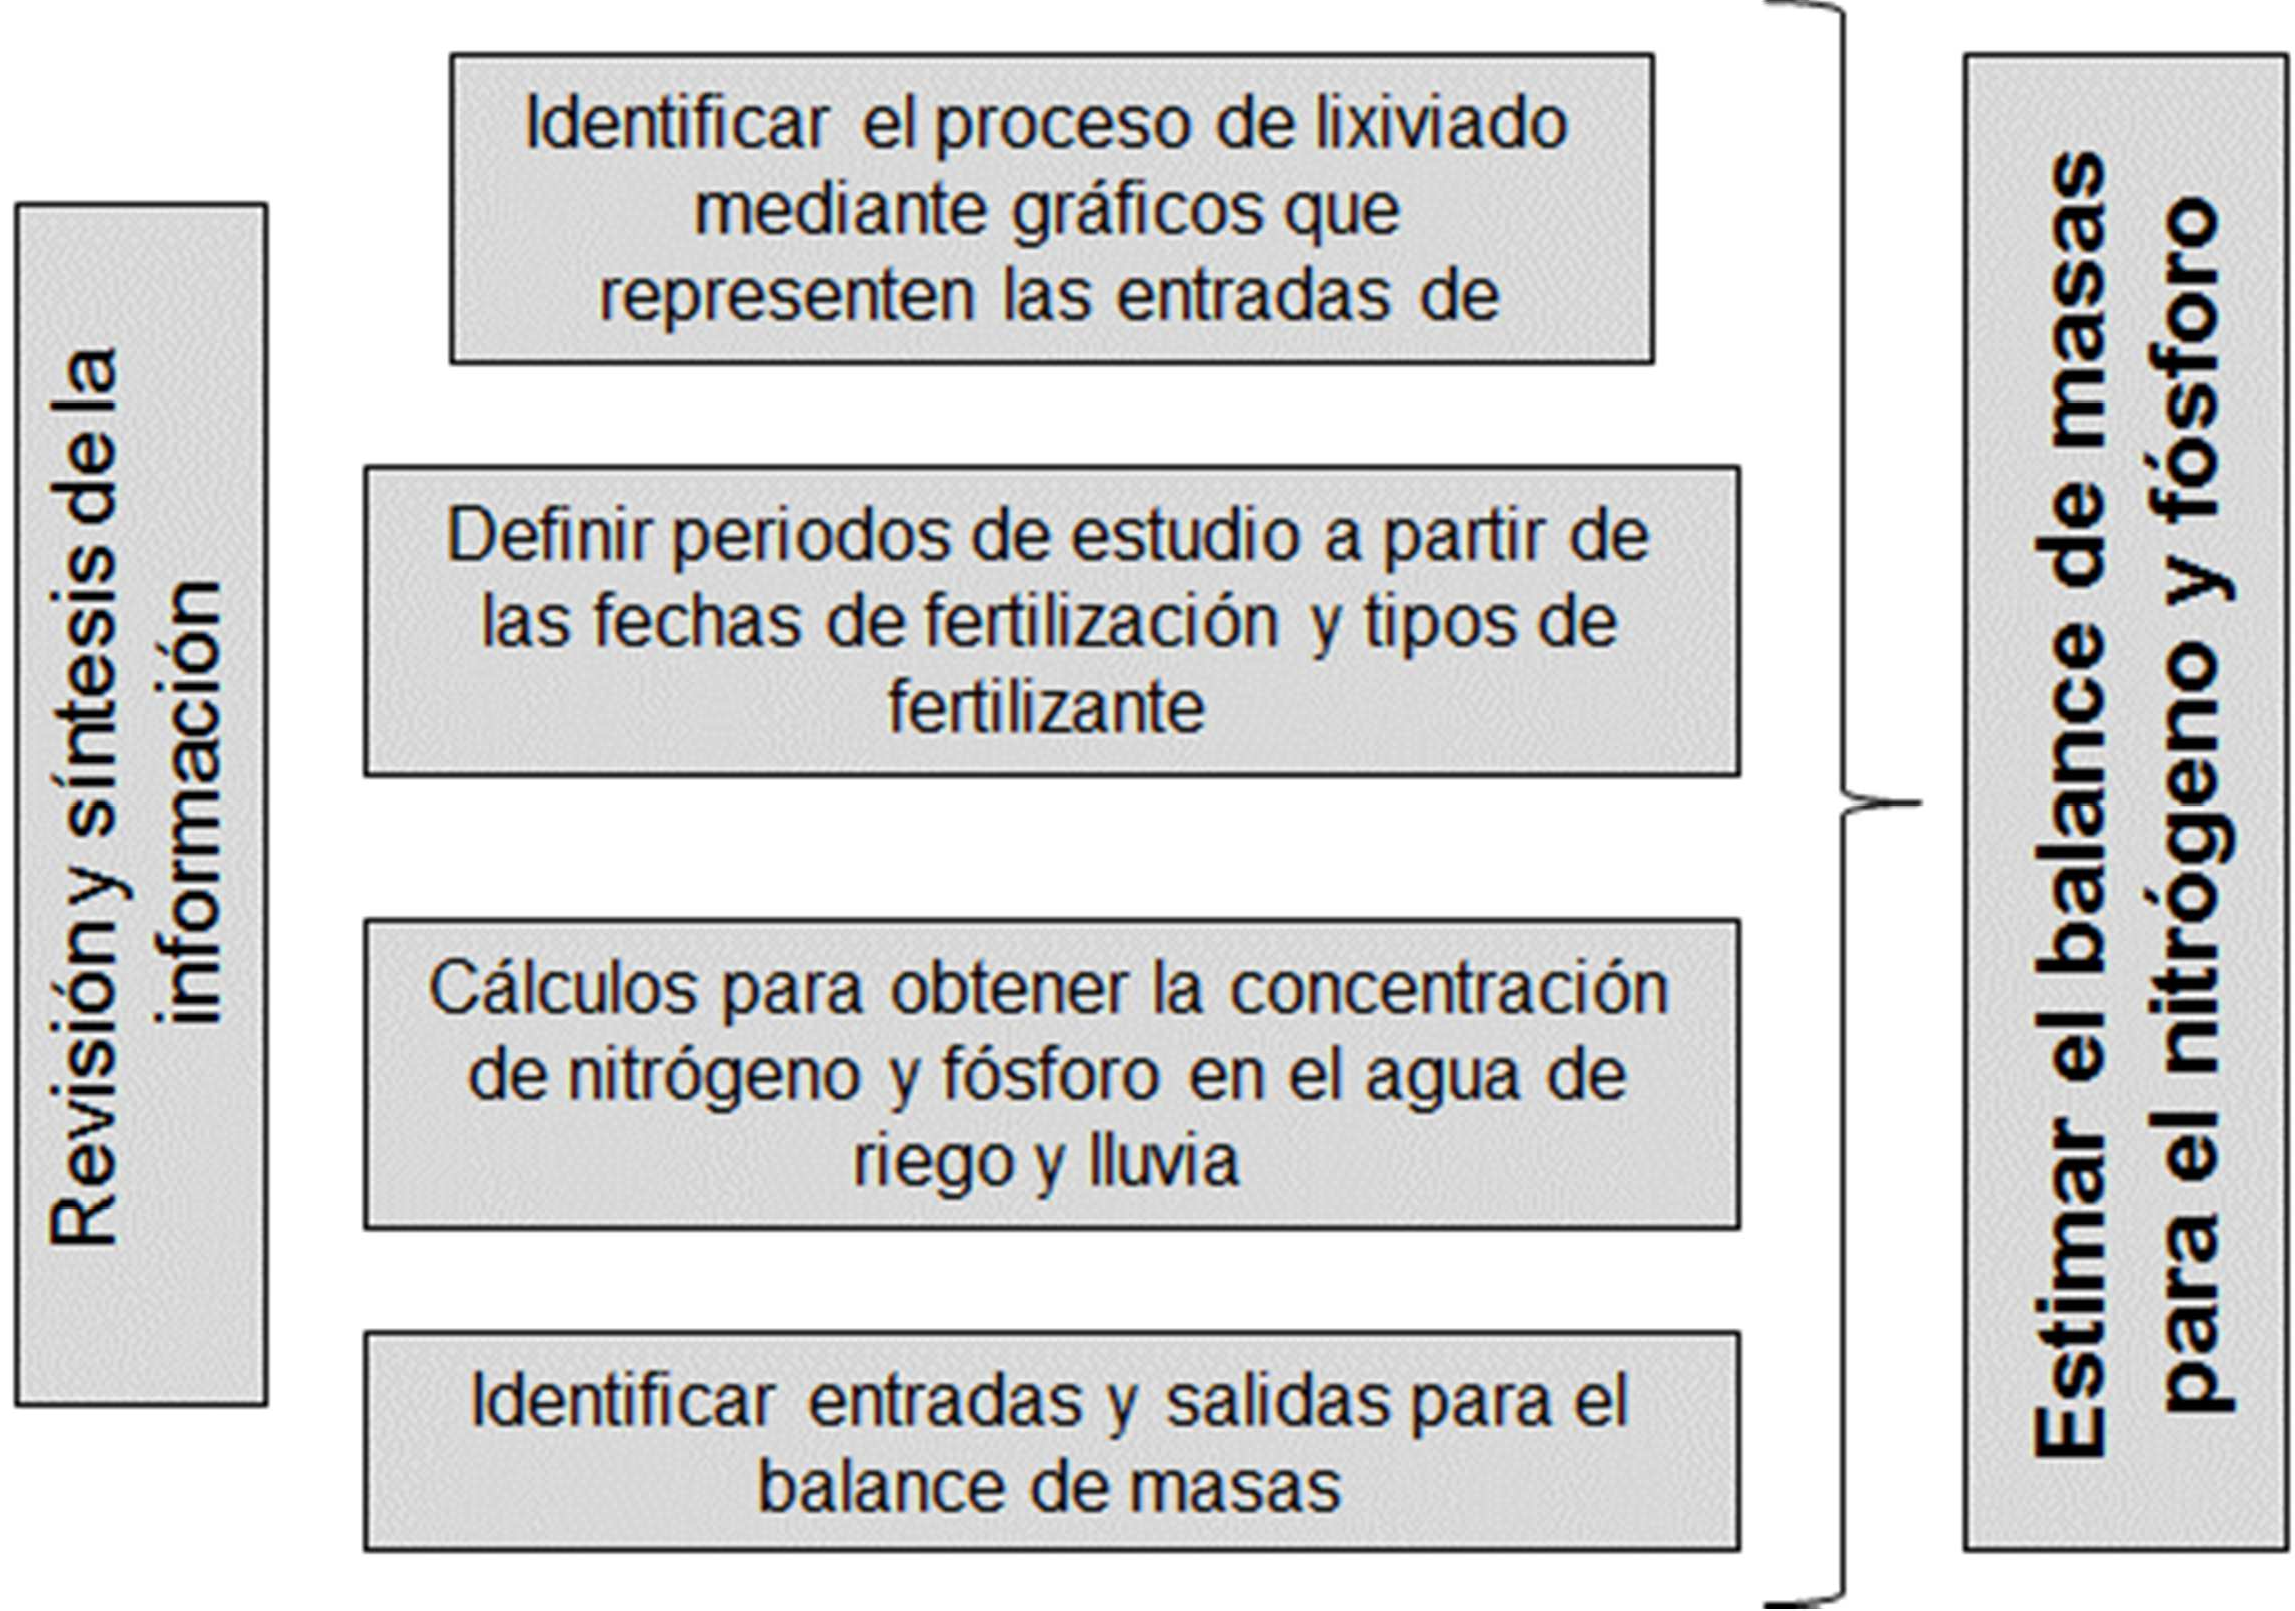 Revisión y síntesis de la
información
Identificar el proceso de lixiviado
mediante gráficos que
representen las entradas de
Definir periodos de estudio a partir de
las fechas de fertilización y tipos de
fertilizante
Cálculos para obtener la concentración
de nitrógeno y fósforo en el agua de
riego y lluvia
Identificar entradas y salidas para el
balance de masas
Estimar el balance de masas
para el nitrógeno y fósforo